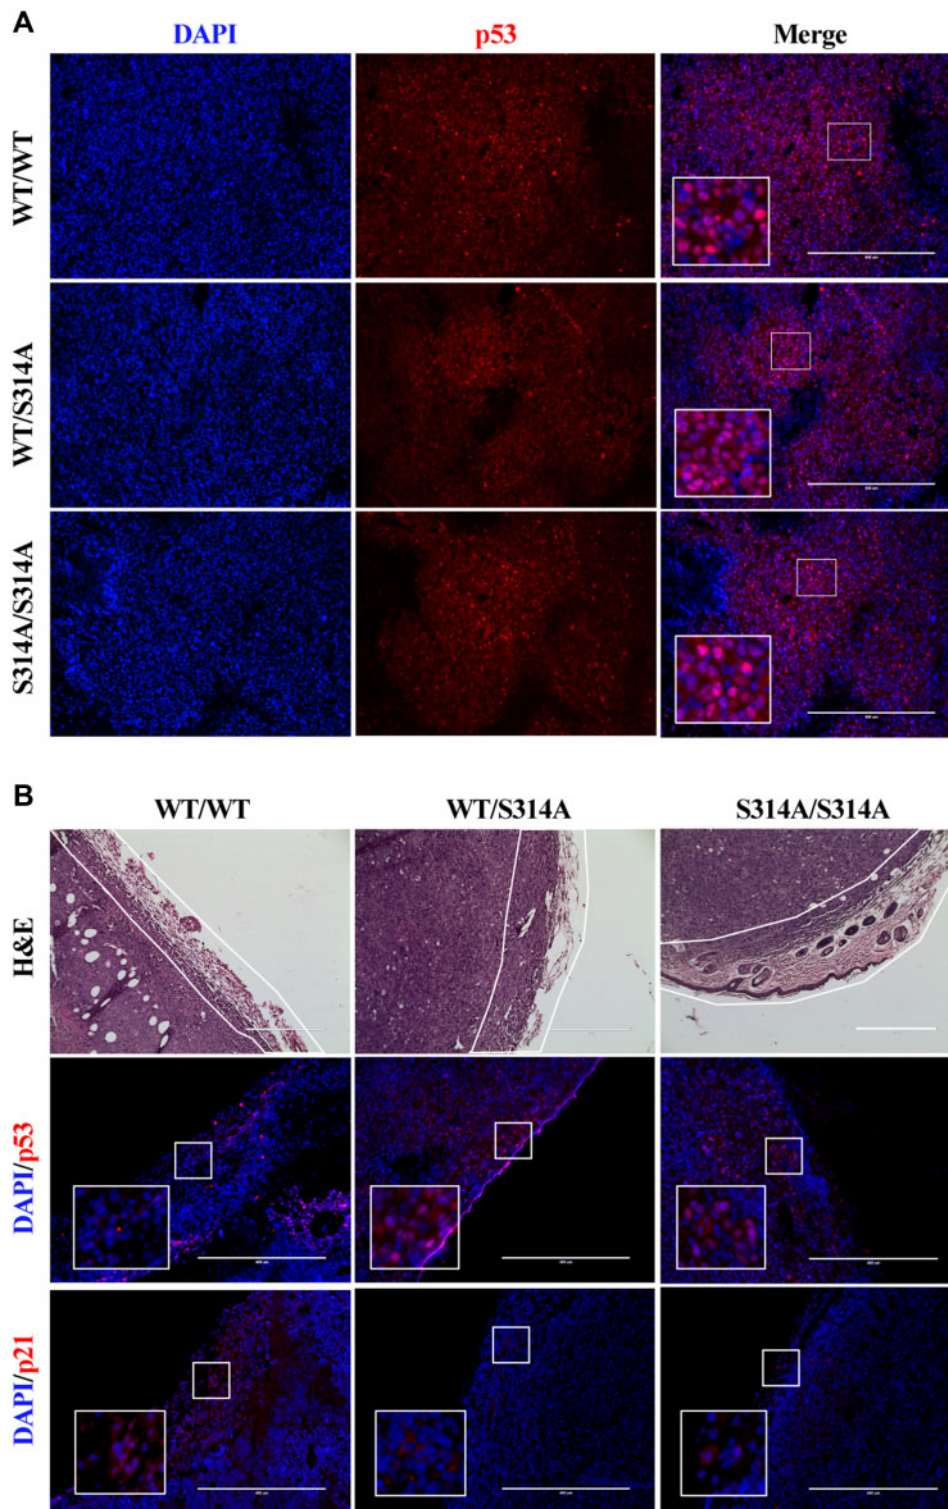 A
DAPI p53 Merge
WT/WT
WT/S314A
S314A/S314A
B
WT/WT WT/S314A S314A/S314A
H&E
DAPI/p53
DAPI/p21